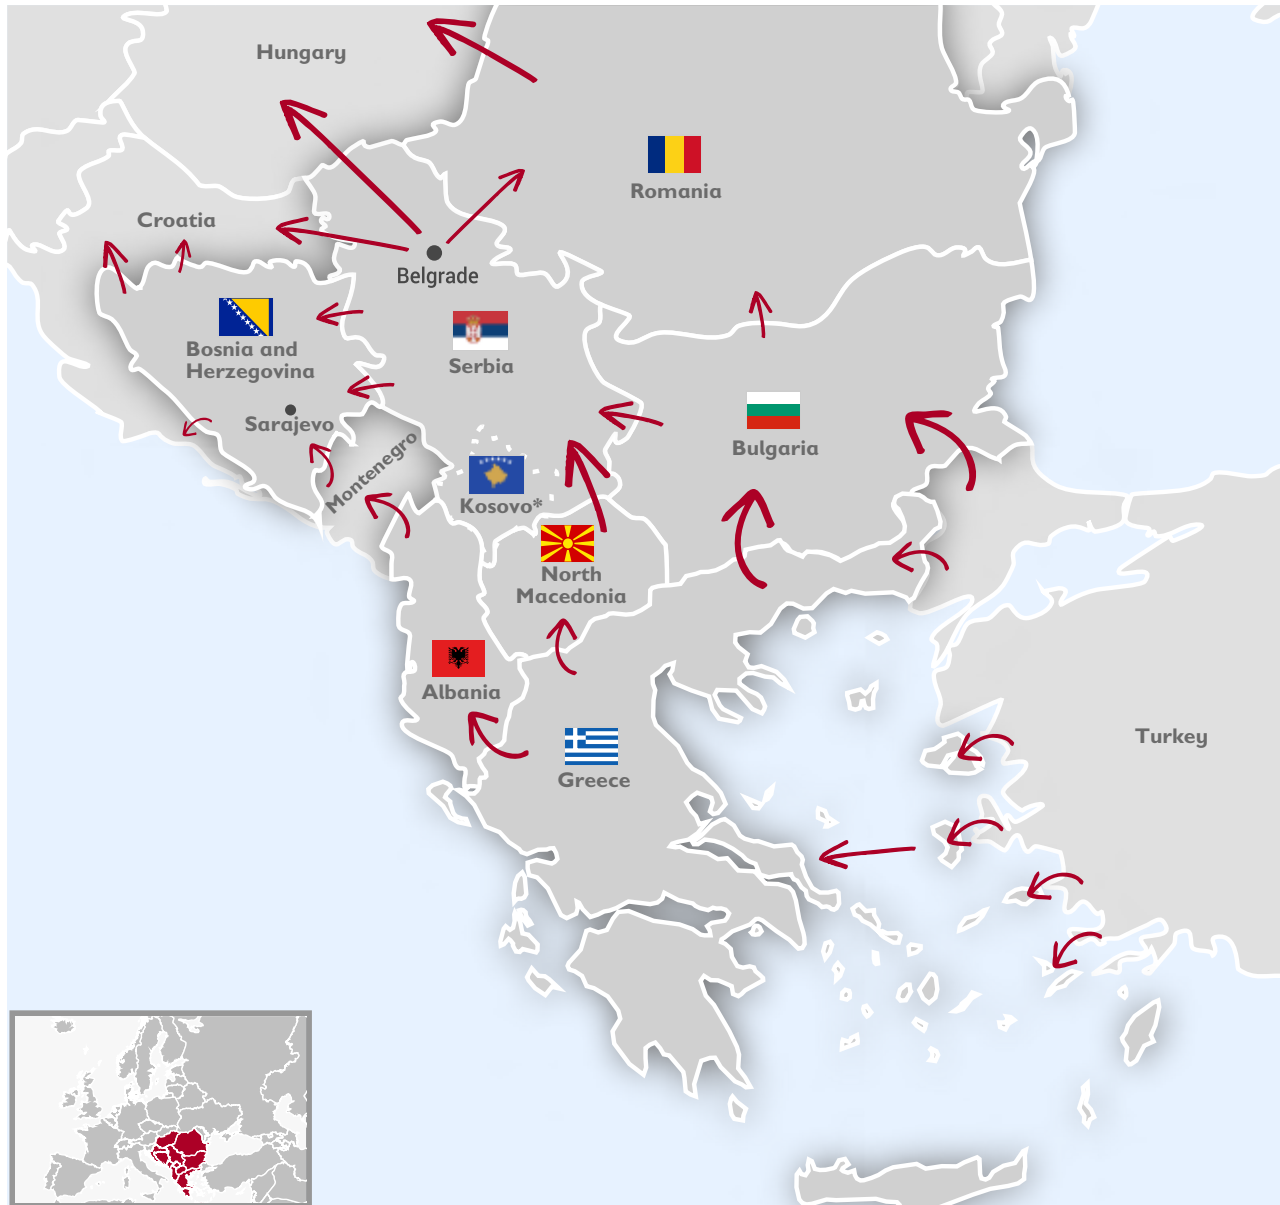 Hungary
Romania
Croatia
Belgrade
Bosnia and
Herzegovina
Serbia
Sarajevo
Bulgaria
Montenegro
Kosovo*
North
Macedonia
Albania
Turkey
Greece